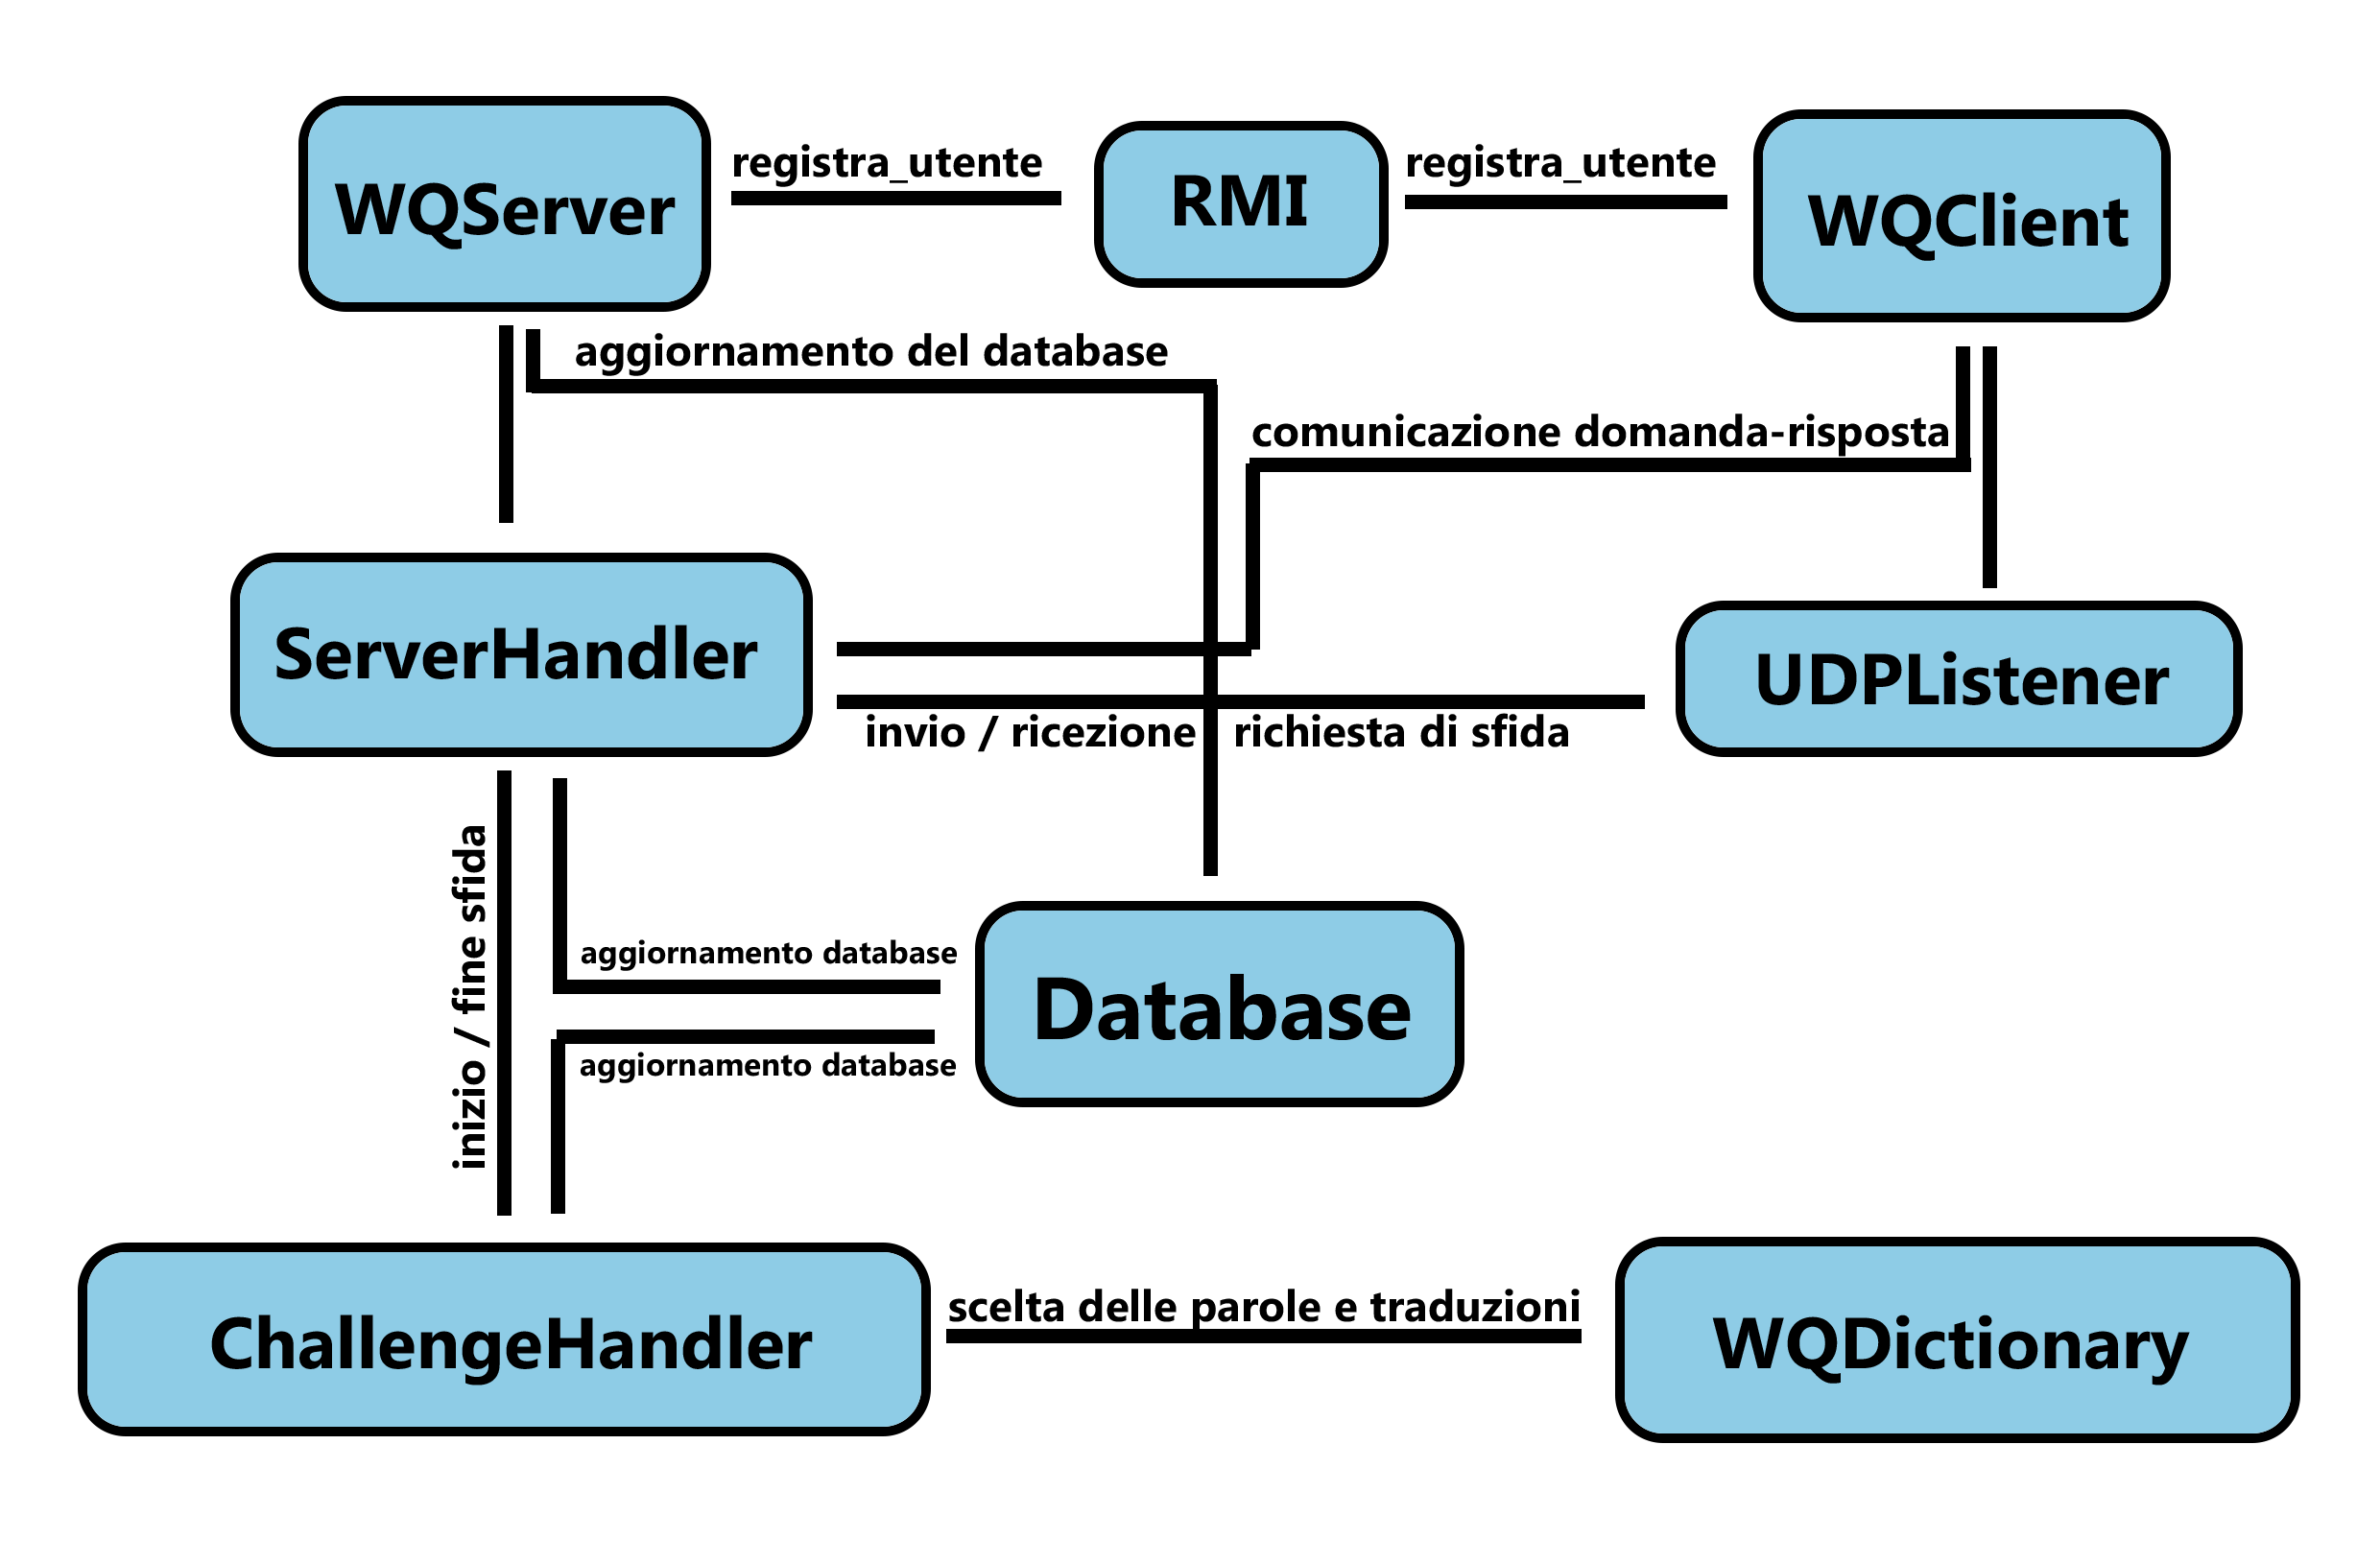 WQServer
registra_utente
RMI
registra_utente
WQClient
aggiornamento del database
comunicazione domanda-risposta
ServerHandler
UDPListener
invio / ricezione richiesta di sfida
inizio / fine sfida
aggiornamento database
Database
aggiornamento database
ChallengeHandler
scelta delle parole e traduzioni
WQDictionary